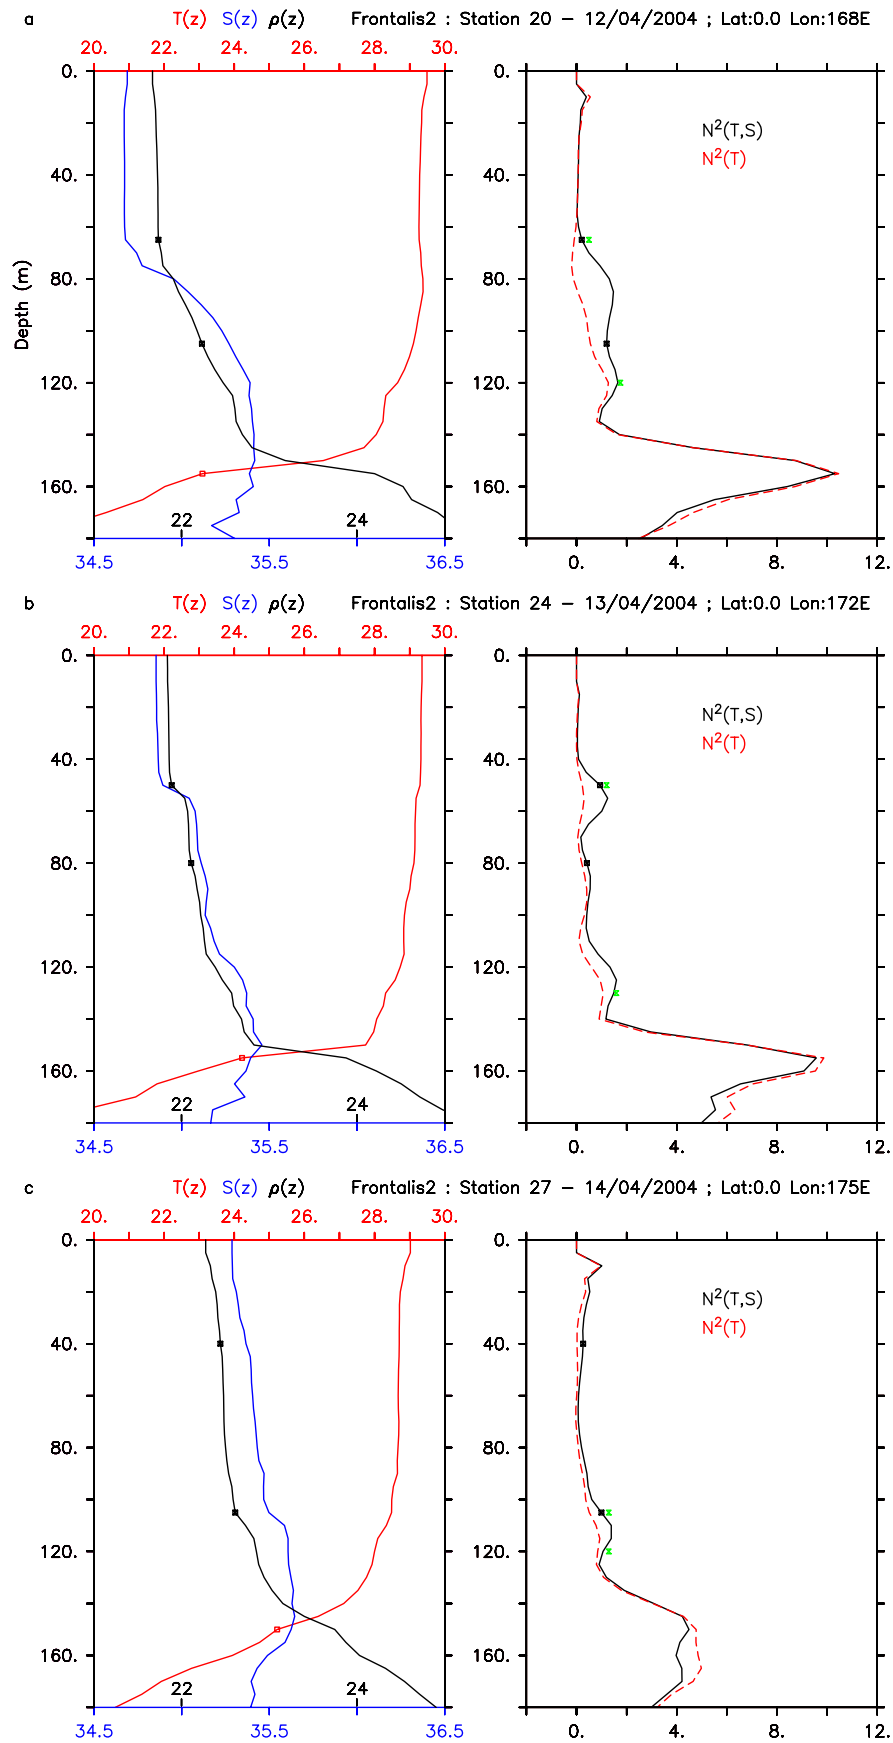 a T(z) S(z) ρ(z) Frontalis2 : Station 20 – 12/04/2004 ; Lat:0.0 Lon:168E
20. 22. 24. 26. 28. 30.
0.
40.
80.
120.
160.
Depth (m)
22 24
34.5 35.5 36.5
N²(T,S)
N²(T)
0. 4. 8. 12.
b T(z) S(z) ρ(z) Frontalis2 : Station 24 – 13/04/2004 ; Lat:0.0 Lon:172E
20. 22. 24. 26. 28. 30.
0.
40.
80.
120.
160.
22 24
34.5 35.5 36.5
0.
40.
80.
120.
160.
N²(T,S)
N²(T)
0. 4. 8. 12.
c T(z) S(z) ρ(z) Frontalis2 : Station 27 – 14/04/2004 ; Lat:0.0 Lon:175E
20. 22. 24. 26. 28. 30.
0.
40.
80.
120.
160.
22 24
34.5 35.5 36.5
0.
40.
80.
120.
160.
N²(T,S)
N²(T)
0. 4. 8. 12.